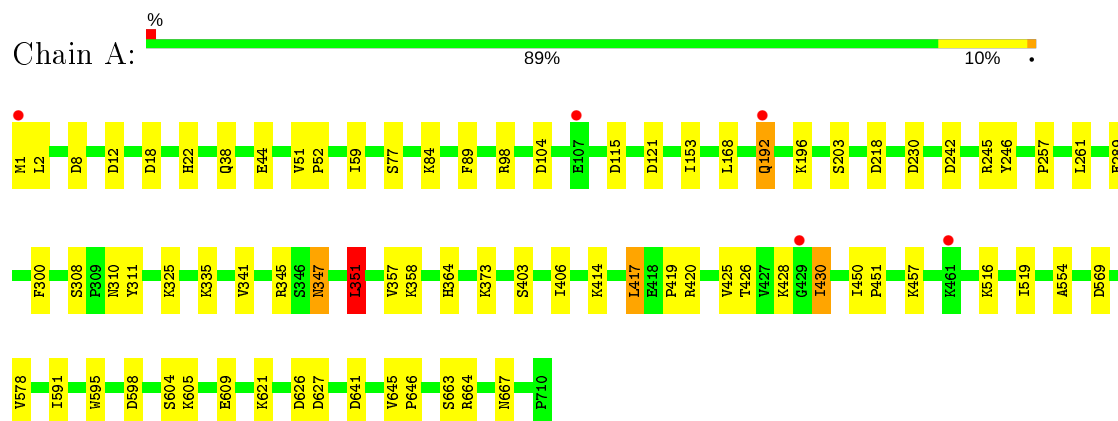 %
Chain A:
89% 10% •
M1 L2 D8 D12 D18 H22 Q38 E44 V51 P52 I59 S77 K84 F89 R98 D104 E107 D115 D121 I153 L168 Q192 K196 S203 D218 D230 D242 R245 Y246 P257 L261
F300 S308 P309 N310 Y311 K325 K335 V341 R345 S346 N347 L351 V357 K358 H364 K373 S403 I406 K414 L417 E418 P419 R420 V425 T426 V427 K428 G429 I430 I450 P451 K457 K461 K516 I519 A554 D569
V578 I591 W595 D598 S604 K605 E609 K621 D626 D627 D641 V645 P646 S663 R664 N667 P710